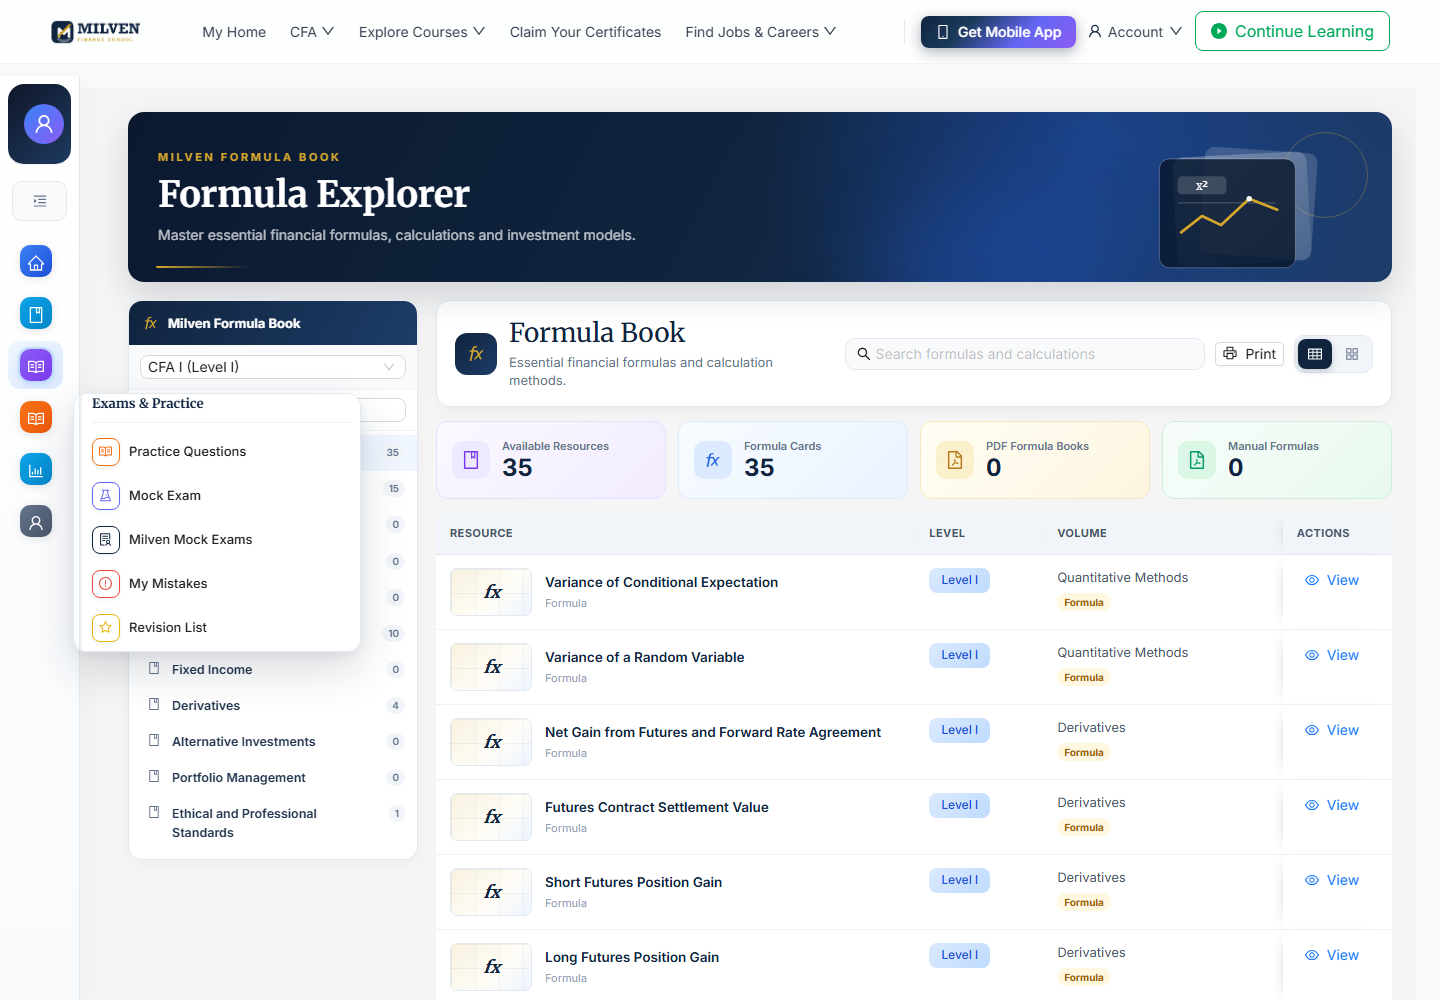 MILVEN
FINANCE SCHOOL
My Home
CFA
Explore Courses
Claim Your Certificates
Find Jobs & Careers
Get Mobile App
Account
Continue Learning
MILVEN FORMULA BOOK
Formula Explorer
Master essential financial formulas, calculations and investment models.
x²
fx Milven Formula Book
CFA I (Level I)
Exams & Practice
Practice Questions
Mock Exam
Milven Mock Exams
My Mistakes
Revision List
35
15
0
0
0
10
Fixed Income 0
Derivatives 4
Alternative Investments 0
Portfolio Management 0
Ethical and Professional 1
Standards
fx
Formula Book
Essential financial formulas and calculation
methods.
Search formulas and calculations
Print
Available Resources
35
fx
Formula Cards
35
PDF Formula Books
0
Manual Formulas
0
RESOURCE LEVEL VOLUME ACTIONS
fx Variance of Conditional Expectation Level I Quantitative Methods View
Formula Formula
fx Variance of a Random Variable Level I Quantitative Methods View
Formula Formula
fx Net Gain from Futures and Forward Rate Agreement Level I Derivatives View
Formula Formula
fx Futures Contract Settlement Value Level I Derivatives View
Formula Formula
fx Short Futures Position Gain Level I Derivatives View
Formula Formula
fx Long Futures Position Gain Level I Derivatives View
Formula Formula